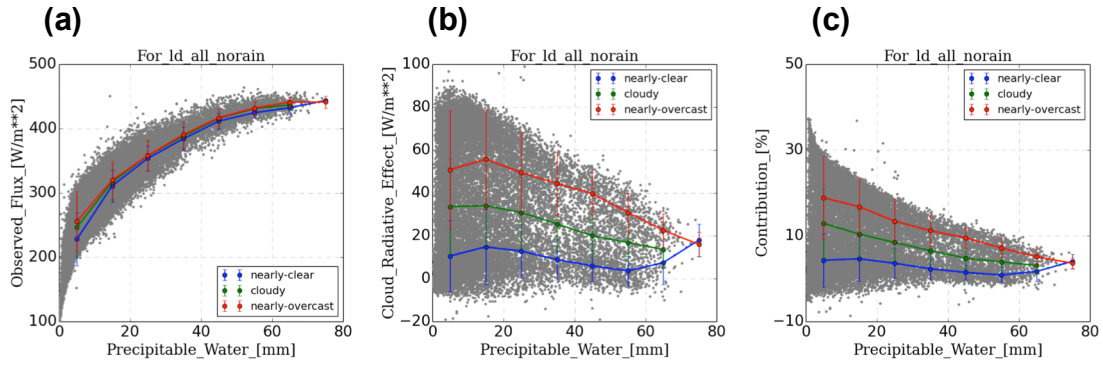 (a)
For_ld_all_norain
Observed_Flux_[W/m**2]
500
400
300
200
100
0
20
40
60
80
Precipitable_Water_[mm]
nearly-clear
cloudy
nearly-overcast
(b)
For_ld_all_norain
Cloud_Radiative_Effect_[W/m**2]
100
80
60
40
20
0
−20
0
20
40
60
80
Precipitable_Water_[mm]
nearly-clear
cloudy
nearly-overcast
(c)
For_ld_all_norain
Contribution_[%]
50
30
10
−10
0
20
40
60
80
Precipitable_Water_[mm]
nearly-clear
cloudy
nearly-overcast